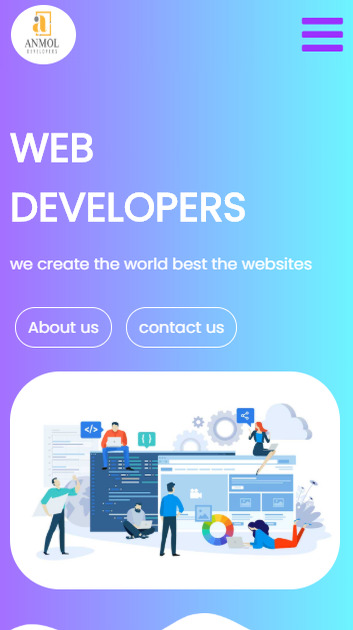 a
ANMOL
DEVELOPERS
WEB
DEVELOPERS
we create the world best the websites
About us
contact us
</>
{ }